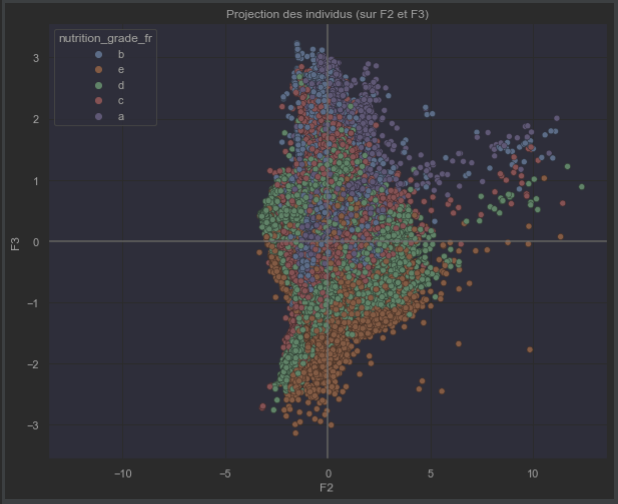 Projection des individus (sur F2 et F3)
nutrition_grade_fr
b
e
d
c
a
3
2
1
0
−1
−2
−3
F3
−10
−5
0
5
10
F2